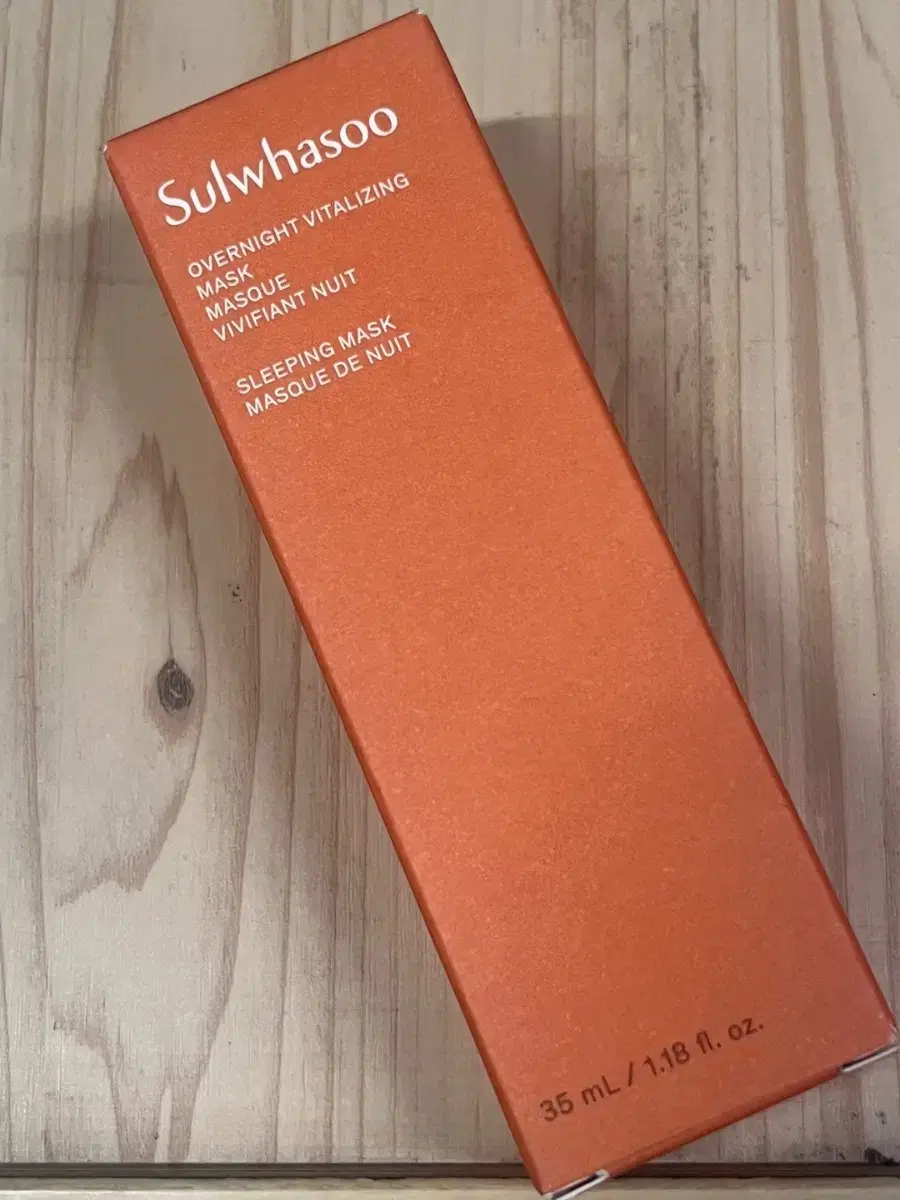 Sulwhasoo
OVERNIGHT VITALIZING
MASK
MASQUE
VIVIFIANT NUIT
SLEEPING MASK
MASQUE DE NUIT
35 mL / 1.18 fl. oz.